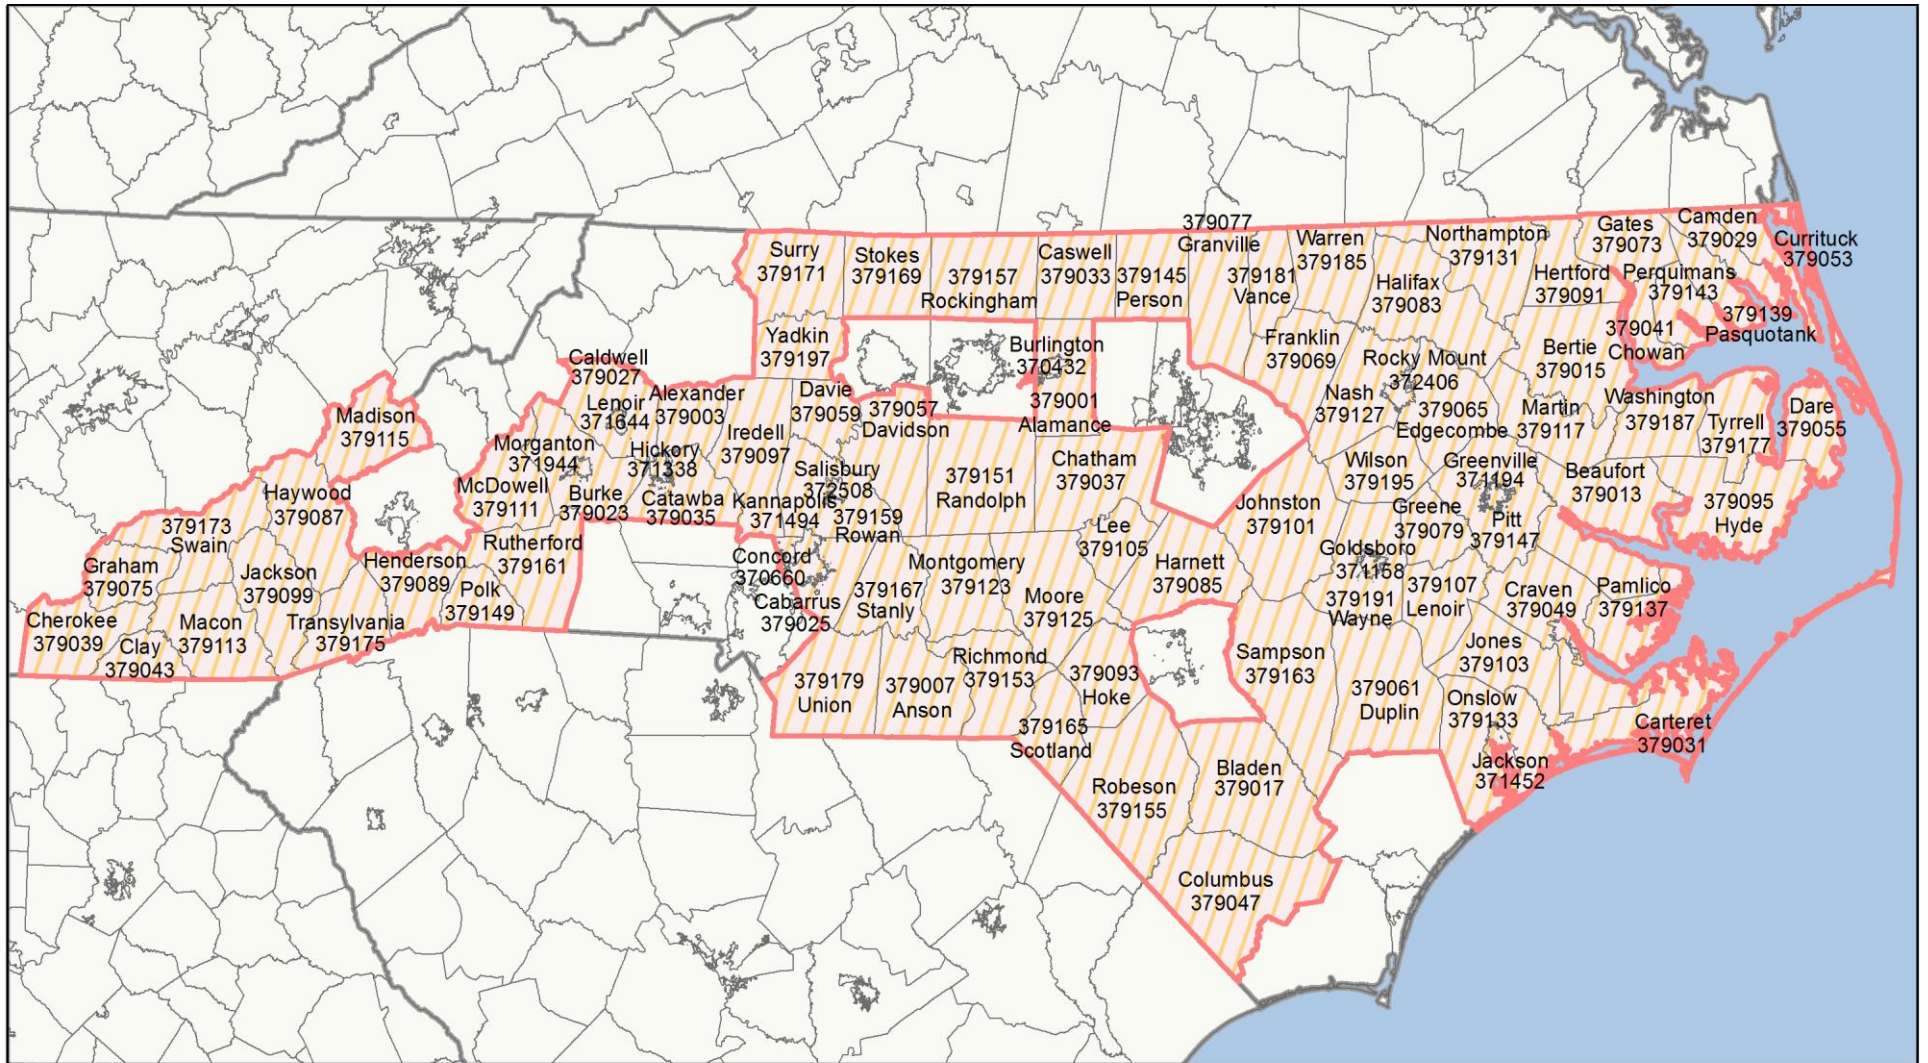 379077
Granville
Surry
379171
Stokes
379169
379157
Rockingham
Caswell
379033
379145
Person
379181
Vance
Warren
379185
Northampton
379131
Halifax
379083
Gates
379073
Camden
379029
Currituck
379053
Hertford
379091
Perquimans
379143
379139
Pasquotank
379041
Chowan
Yadkin
379197
Burlington
370432
379001
Alamance
Franklin
379069
Rocky Mount
372406
Bertie
379015
Caldwell
379027
Lenoir
371644
Alexander
379003
Davie
379059
379057
Davidson
Nash
379127
379065
Edgecombe
Martin
379117
Washington
379187
Tyrrell
379177
Dare
379055
Madison
379115
Morganton
371944
Hickory
371338
Iredell
379097
Salisbury
372508
379151
Randolph
Chatham
379037
Wilson
379195
Greenville
371194
Beaufort
379013
379095
Hyde
Haywood
379087
McDowell
379111
Burke
379023
Catawba
379035
Kannapolis
371494
379159
Rowan
Lee
379105
Johnston
379101
Greene
379079
Pitt
379147
379173
Swain
Graham
379075
Jackson
379099
Henderson
379089
Rutherford
379161
Polk
379149
Concord
370660
Cabarrus
379025
379167
Stanly
Montgomery
379123
Moore
379125
Harnett
379085
Goldsboro
371158
379191
Wayne
379107
Lenoir
Craven
379049
Pamlico
379137
Cherokee
379039
Clay
379043
Macon
379113
Transylvania
379175
Jones
379103
379179
Union
379007
Anson
Richmond
379153
379093
Hoke
Sampson
379163
379061
Duplin
Onslow
379133
379165
Scotland
Carteret
379031
Jackson
371452
Robeson
379155
Bladen
379017
Columbus
379047